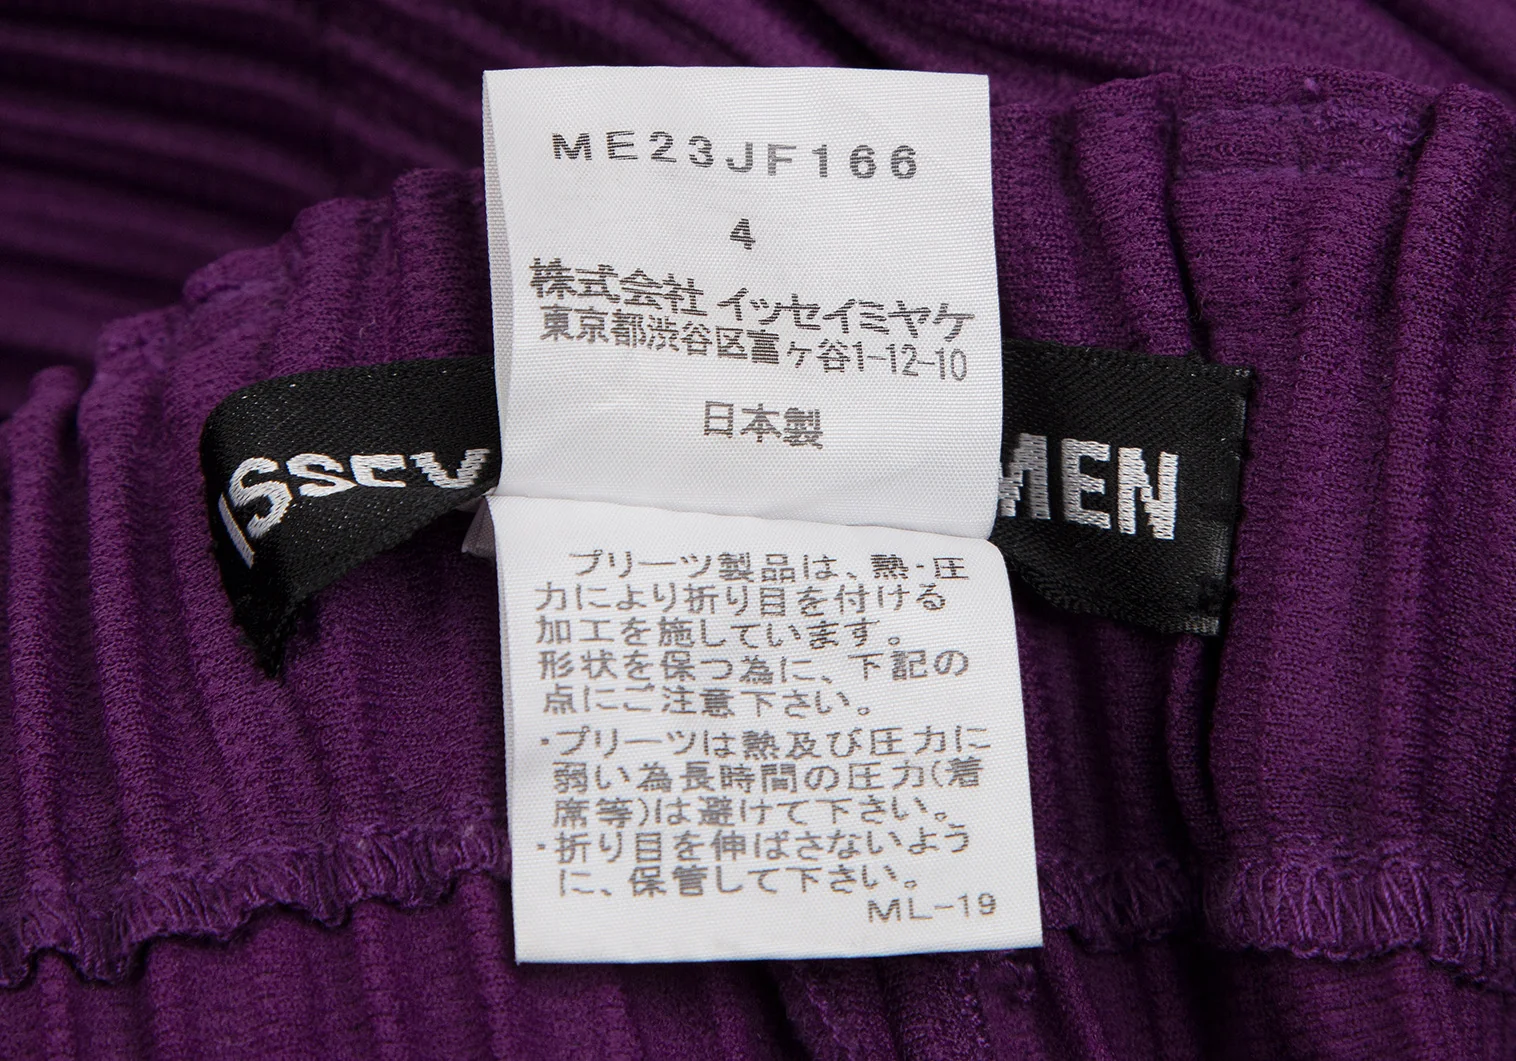 ME23JF166
4
株式会社 イッセイミヤケ
東京都渋谷区富ヶ谷1-12-10
日本製
ISSEY
MEN
プリーツ製品は、熱・圧
力により折り目を付ける
加工を施しています。
形状を保つ為に、下記の
点にご注意下さい。
・プリーツは熱及び圧力に
弱い為長時間の圧力(着
席等)は避けて下さい。
・折り目を伸ばさないよう
に、保管して下さい。
ML-19